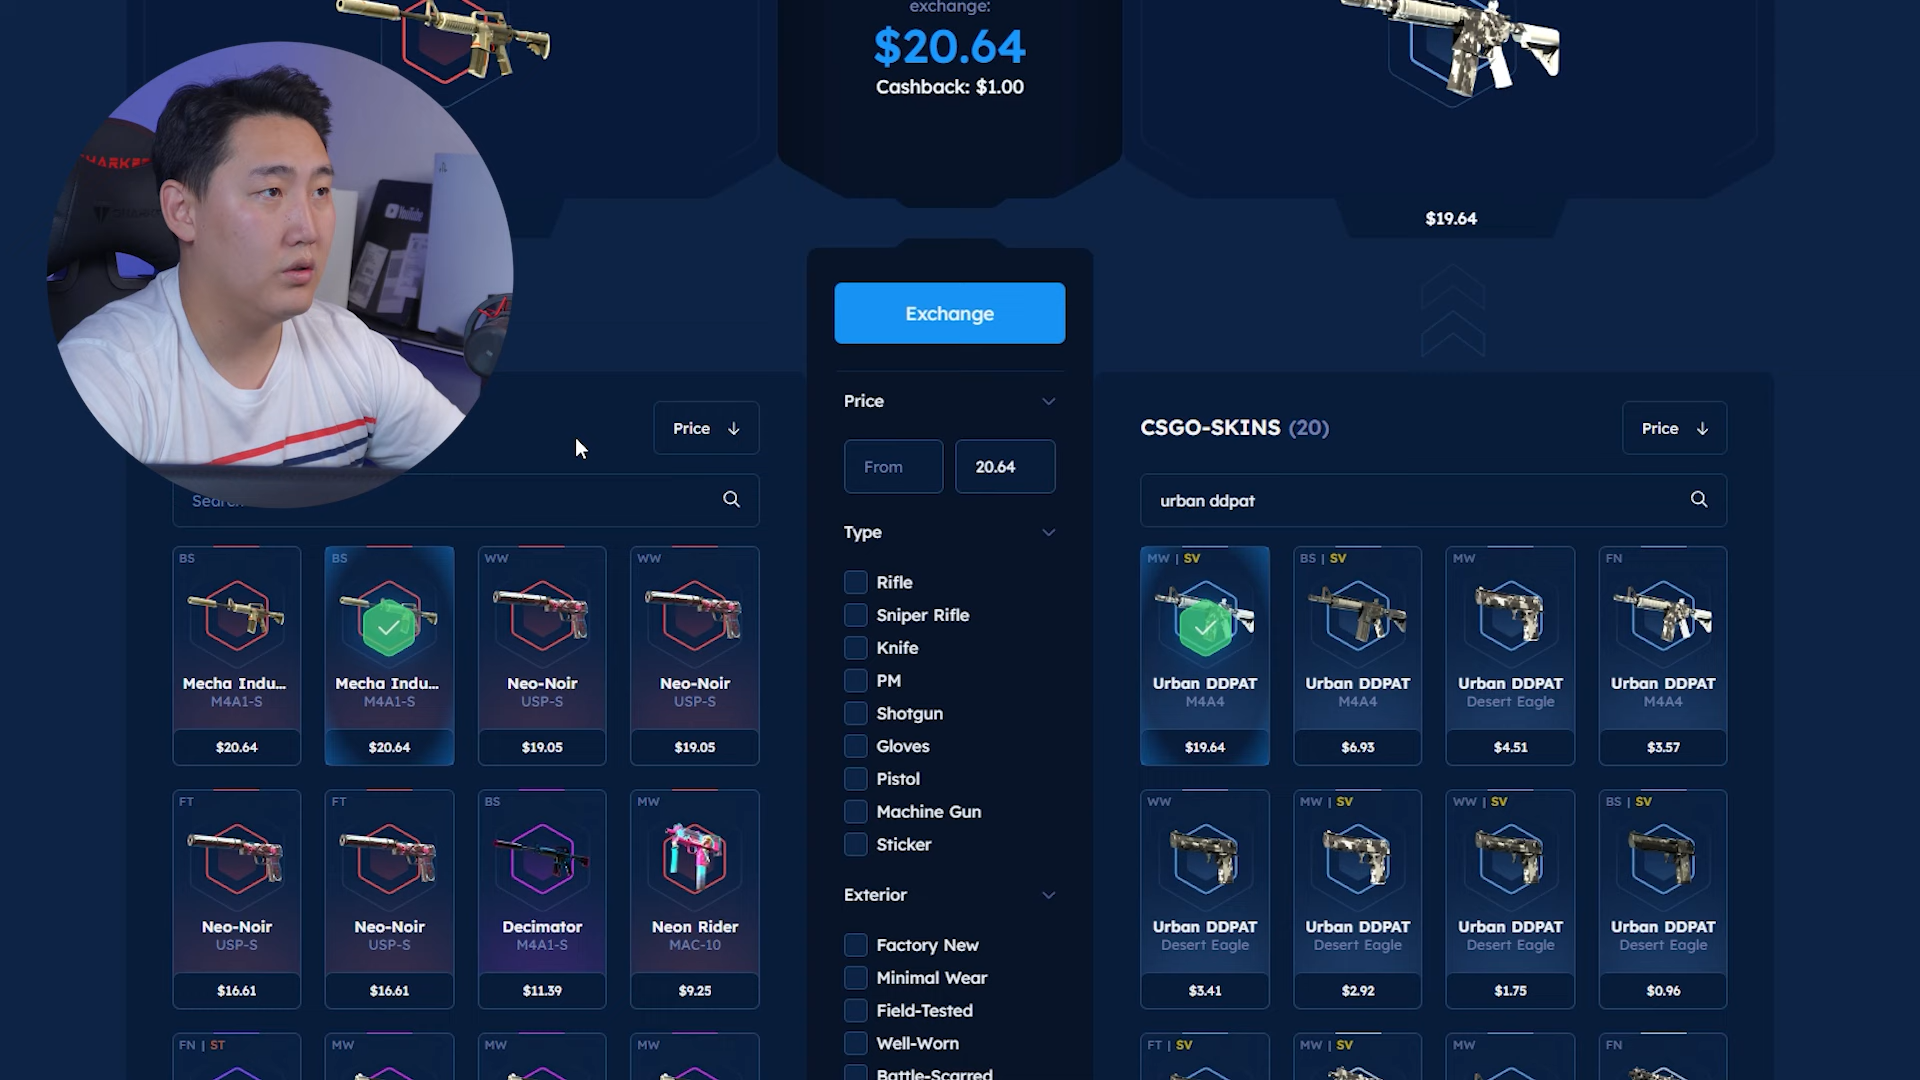 exchange:
$20.64
Cashback: $1.00
$19.64
YouTube
Exchange
Price
From
20.64
Type
Rifle
Sniper Rifle
Knife
PM
Shotgun
Gloves
Pistol
Machine Gun
Sticker
Exterior
Factory New
Minimal Wear
Field-Tested
Well-Worn
Battle-Scarred
Price
BS
Mecha Indu...
M4A1-S
$20.64
BS
Mecha Indu...
M4A1-S
$20.64
WW
Neo-Noir
USP-S
$19.05
WW
Neo-Noir
USP-S
$19.05
FT
Neo-Noir
USP-S
$16.61
FT
Neo-Noir
USP-S
$16.61
BS
Decimator
M4A1-S
$11.39
MW
Neon Rider
MAC-10
$9.25
FN | ST
MW
MW
MW
CSGO-SKINS (20)
Price
urban ddpat
MW | SV
Urban DDPAT
M4A4
$19.64
BS | SV
Urban DDPAT
M4A4
$6.93
MW
Urban DDPAT
Desert Eagle
$4.51
FN
Urban DDPAT
M4A4
$3.57
WW
Urban DDPAT
Desert Eagle
$3.41
MW | SV
Urban DDPAT
Desert Eagle
$2.92
WW | SV
Urban DDPAT
Desert Eagle
$1.75
BS | SV
Urban DDPAT
Desert Eagle
$0.96
FT | SV
MW | SV
MW
FN